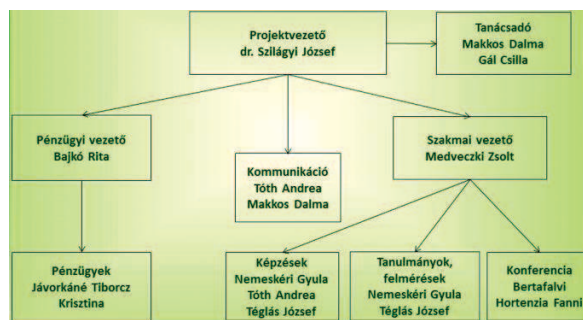 Projektvezető
dr. Szilágyi József
Tanácsadó
Makkos Dalma
Gál Csilla
Pénzügyi vezető
Bajkó Rita
Kommunikáció
Tóth Andrea
Makkos Dalma
Szakmai vezető
Medveczki Zsolt
Pénzügyek
Jávorkáné Tiborcz
Krisztina
Képzések
Nemeskéri Gyula
Tóth Andrea
Téglás József
Tanulmányok,
felmérések
Nemeskéri Gyula
Téglás József
Konferencia
Bertafalvi
Hortenzia Fanni